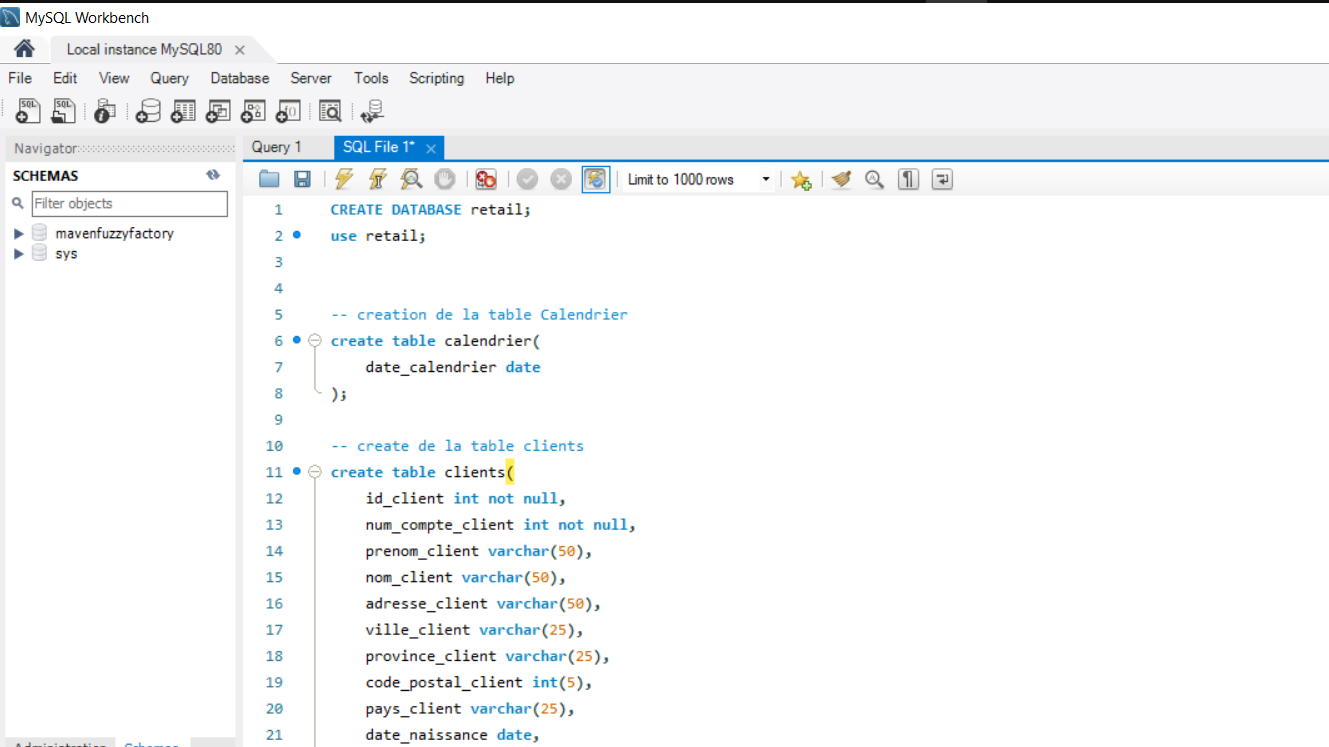 MySQL Workbench
Local instance MySQL80
File Edit View Query Database Server Tools Scripting Help
Navigator
SCHEMAS
Filter objects
mavenfuzzyfactory
sys
Administration Schemas
Query 1 SQL File 1*
Limit to 1000 rows
1 CREATE DATABASE retail;
2 use retail;
3
4
5 -- creation de la table Calendrier
6 create table calendrier(
7 date_calendrier date
8 );
9
10 -- create de la table clients
11 create table clients(
12 id_client int not null,
13 num_compte_client int not null,
14 prenom_client varchar(50),
15 nom_client varchar(50),
16 adresse_client varchar(50),
17 ville_client varchar(25),
18 province_client varchar(25),
19 code_postal_client int(5),
20 pays_client varchar(25),
21 date_naissance date,